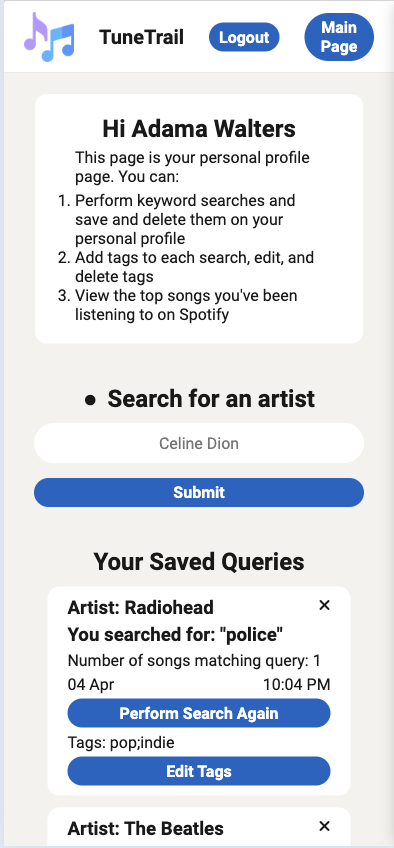 TuneTrail
Logout
Main
Page
Hi Adama Walters
This page is your personal profile
page. You can:
1. Perform keyword searches and
save and delete them on your
personal profile
2. Add tags to each search, edit, and
delete tags
3. View the top songs you've been
listening to on Spotify
● Search for an artist
Celine Dion
Submit
Your Saved Queries
Artist: Radiohead ×
You searched for: "police"
Number of songs matching query: 1
04 Apr 10:04 PM
Perform Search Again
Tags: pop;indie
Edit Tags
Artist: The Beatles ×